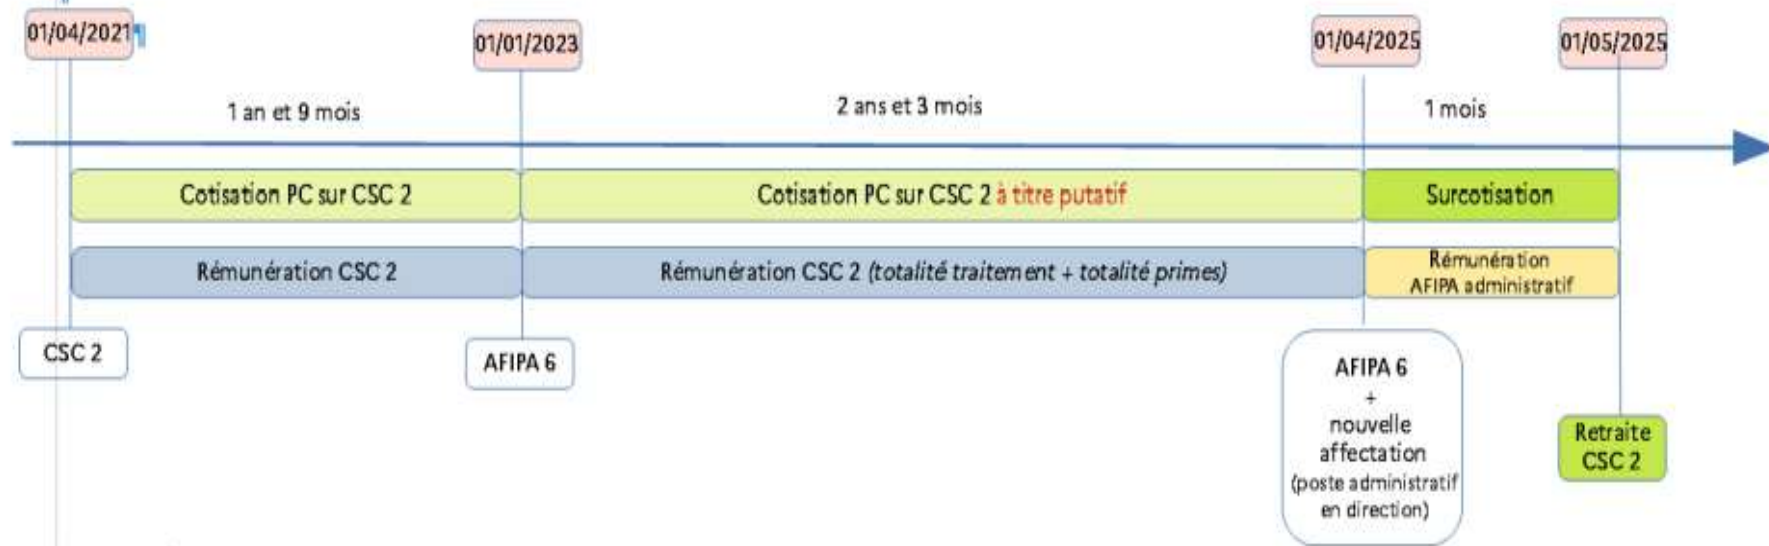 01/04/2021¶
01/01/2023
01/04/2025
01/05/2025
1 an et 9 mois
2 ans et 3 mois
1 mois
Cotisation PC sur CSC 2
Cotisation PC sur CSC 2 à titre putatif
Surcotisation
Rémunération CSC 2
Rémunération CSC 2 (totalité traitement + totalité primes)
Rémunération
AFIPA administratif
CSC 2
AFIPA 6
AFIPA 6
+
nouvelle
affectation
(poste administratif
en direction)
Retraite
CSC 2